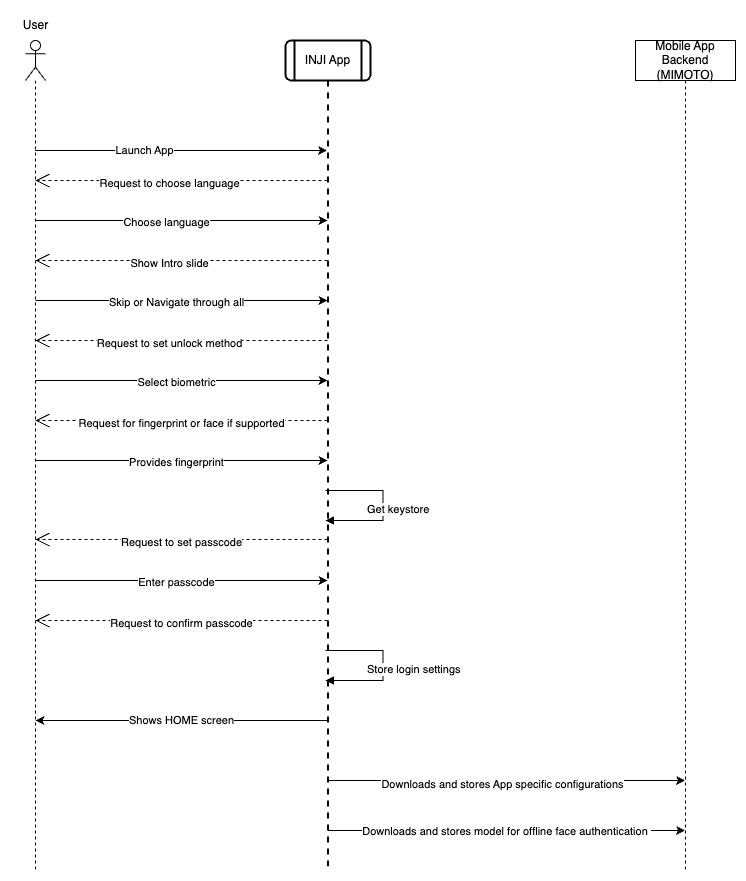 User
INJI App
Mobile App
Backend
(MIMOTO)
Launch App
Request to choose language
Choose language
Show Intro slide
Skip or Navigate through all
Request to set unlock method
Select biometric
Request for fingerprint or face if supported
Provides fingerprint
Get keystore
Request to set passcode
Enter passcode
Request to confirm passcode
Store login settings
Shows HOME screen
Downloads and stores App specific configurations
Downloads and stores model for offline face authentication